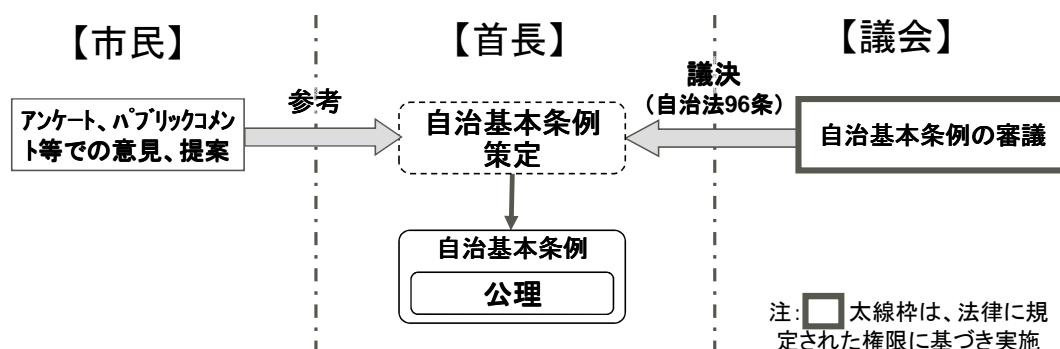 【市民】
【首長】
【議会】
アンケート、パブリックコメン
ト等での意見、提案
参考
自治基本条例
策定
議決
（自治法96条）
自治基本条例の審議
自治基本条例
公理
注： 太線枠は、法律に規
定された権限に基づき実施